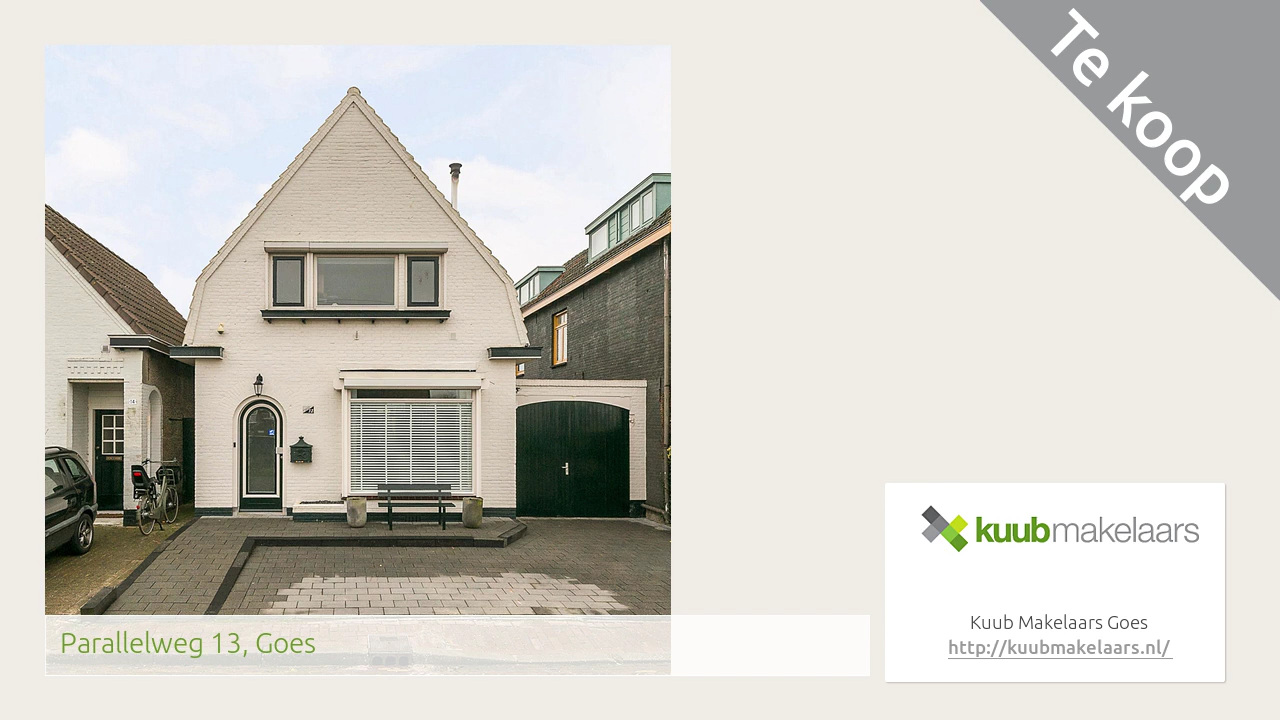 Te koop
Parallelweg 13, Goes
kuubmakelaars
Kuub Makelaars Goes
http://kuubmakelaars.nl/